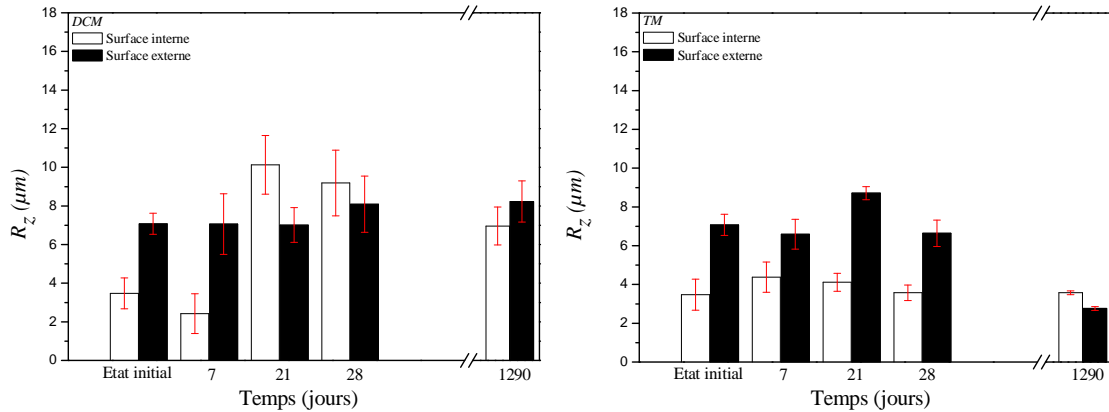 DCM
Surface interne
Surface externe
R_Z (μm)
18
16
14
12
10
8
6
4
2
0
Etat initial
7
21
28
1290
Temps (jours)
TM
Surface interne
Surface externe
R_Z (μm)
18
16
14
12
10
8
6
4
2
0
Etat initial
7
21
28
1290
Temps (jours)